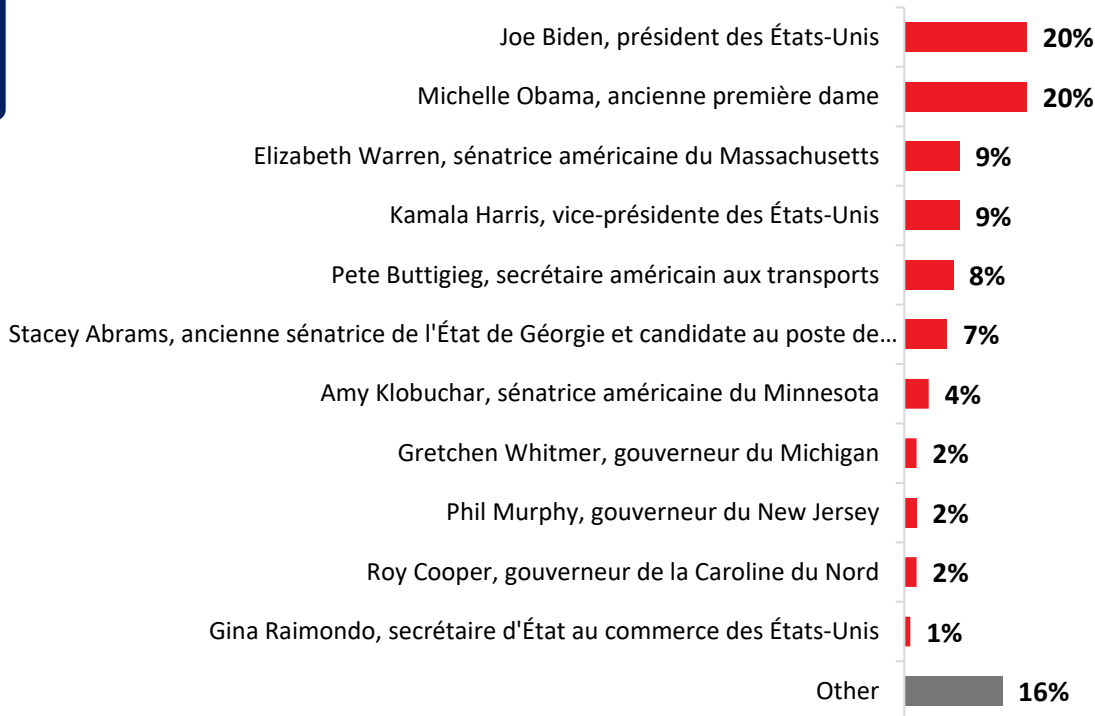 Joe Biden, président des États-Unis 20%
Michelle Obama, ancienne première dame 20%
Elizabeth Warren, sénatrice américaine du Massachusetts 9%
Kamala Harris, vice-présidente des États-Unis 9%
Pete Buttigieg, secrétaire américain aux transports 8%
Stacey Abrams, ancienne sénatrice de l'État de Géorgie et candidate au poste de... 7%
Amy Klobuchar, sénatrice américaine du Minnesota 4%
Gretchen Whitmer, gouverneur du Michigan 2%
Phil Murphy, gouverneur du New Jersey 2%
Roy Cooper, gouverneur de la Caroline du Nord 2%
Gina Raimondo, secrétaire d'État au commerce des États-Unis 1%
Other 16%